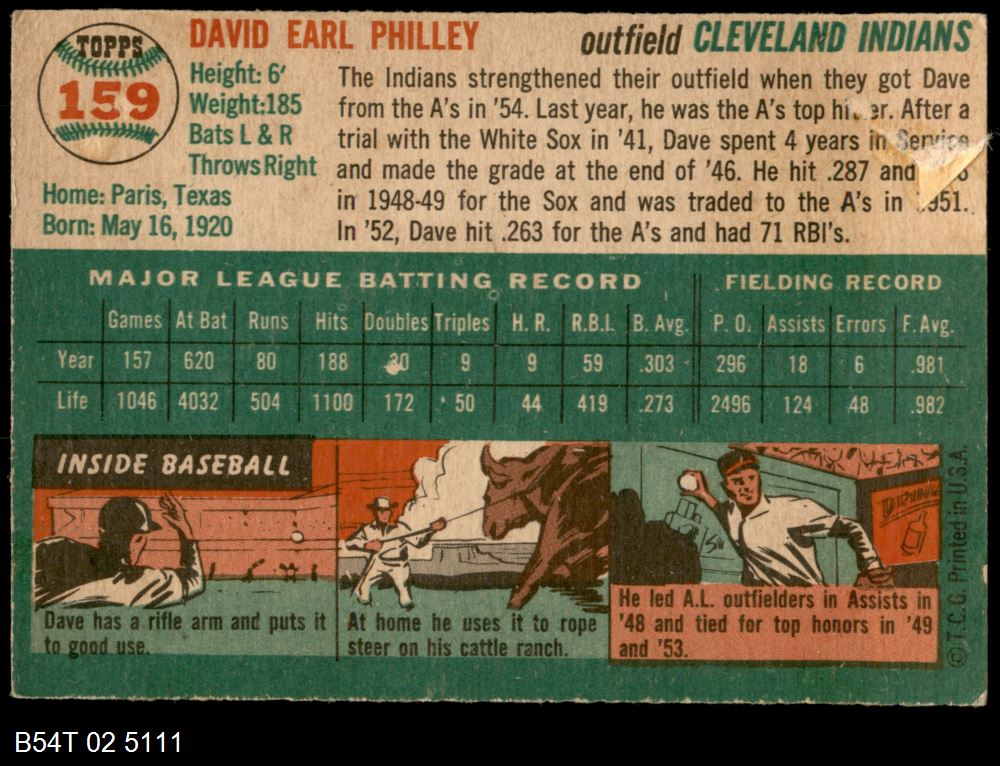 TOPPS
159
DAVID EARL PHILLEY
outfield CLEVELAND INDIANS
Height: 6'
Weight:185
Bats L & R
Throws Right
Home: Paris, Texas
Born: May 16, 1920
The Indians strengthened their outfield when they got Dave
from the A's in '54. Last year, he was the A's top After a
trial with the White Sox in '41, Dave spent 4 years in Service
and made the grade at the end of '46. He hit .287 and
in 1948-49 for the Sox and was traded to the A's in
In '52, Dave hit .263 for the A's and had 71 RBI's.
MAJOR LEAGUE BATTING RECORD FIELDING RECORD
Games At Bat Runs Hits Doubles Triples H. R. R.B.I. B. Avg. P. O. Assists Errors F. Avg.
Year 157 620 80 188 9 9 59 .303 296 18 6 .981
Life 1046 4032 504 1100 172 50 44 419 .273 2496 124 48 .982
INSIDE BASEBALL
Dave has a rifle arm and puts it
to good use.
At home he uses it to rope
steer on his cattle ranch.
He led A.L. outfielders in Assists in
'48 and tied for top honors in '49
and '53.
© T.C.G. Printed in U.S.A.
B54T 02 5111